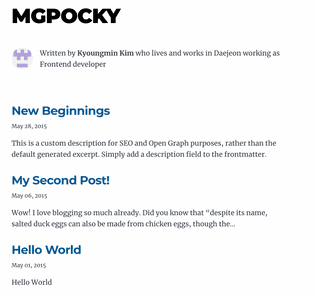 MGPOCKY
Written by Kyoungmin Kim who lives and works in Daejeon working as
Frontend developer
New Beginnings
May 28, 2015
This is a custom description for SEO and Open Graph purposes, rather than the
default generated excerpt. Simply add a description field to the frontmatter.
My Second Post!
May 06, 2015
Wow! I love blogging so much already. Did you know that “despite its name,
salted duck eggs can also be made from chicken eggs, though the…
Hello World
May 01, 2015
Hello World